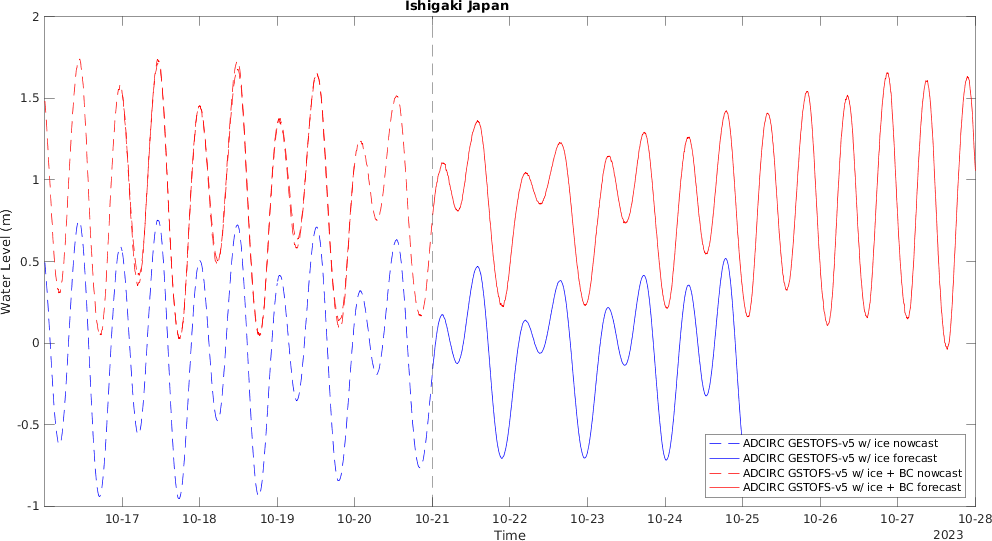 Ishigaki Japan
2
1.5
1
0.5
0
-0.5
-1
Water Level (m)
10-17 10-18 10-19 10-20 10-21 10-22 10-23 10-24 10-25 10-26 10-27 10-28
Time
2023
ADCIRC GESTOFS-v5 w/ ice nowcast
ADCIRC GESTOFS-v5 w/ ice forecast
ADCIRC GSTOFS-v5 w/ ice + BC nowcast
ADCIRC GSTOFS-v5 w/ ice + BC forecast